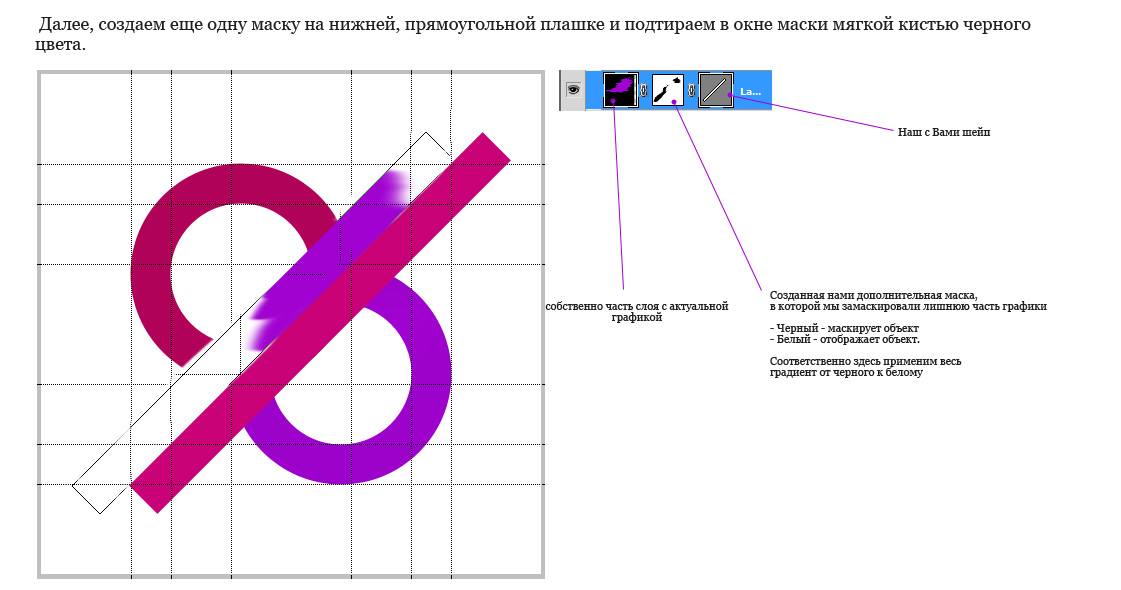 Далее, создаем еще одну маску на нижней, прямоугольной плашке и подтираем в окне маски мягкой кистью черного
цвета.
La...
Наш с Вами шейп
собственно часть слоя с актуальной
графикой
Созданная нами дополнительная маска,
в которой мы замаскировали лишнюю часть графики
- Черный - маскирует объект
- Белый - отображает объект.
Соответственно здесь применим весь
градиент от черного к белому